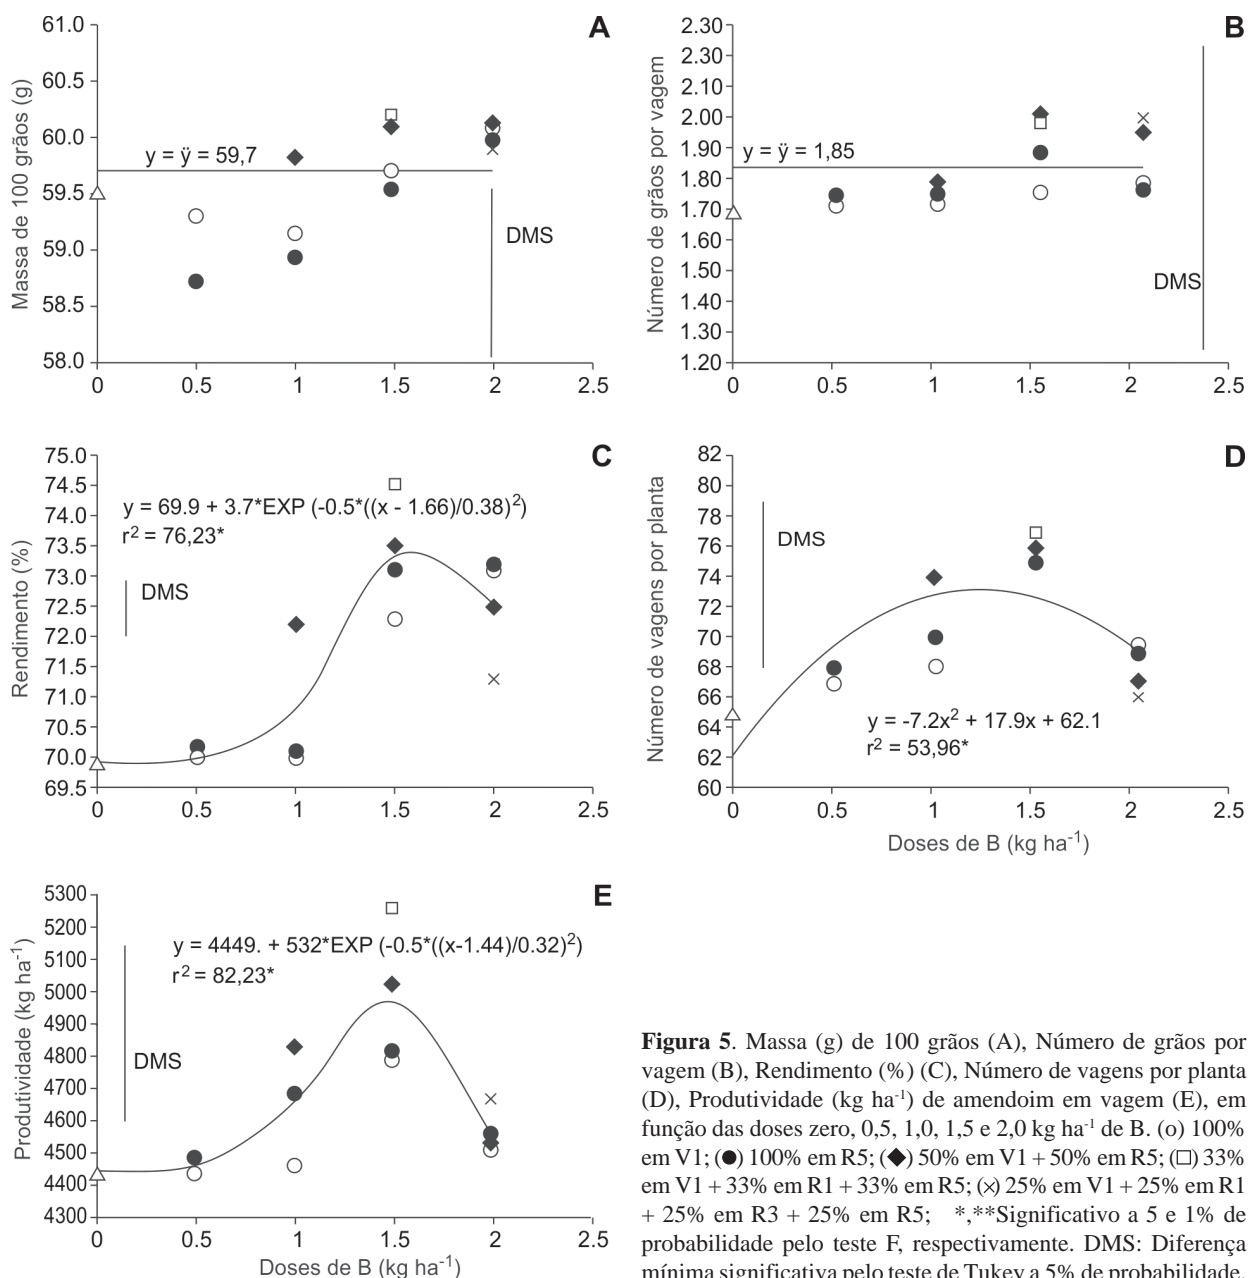 A
61.0
60.5
60.0
59.5
59.0
58.5
58.0
Massa de 100 grãos (g)
y = ÿ = 59,7
DMS
0 0.5 1 1.5 2 2.5
B
2.30
2.30
2.10
2.00
1.90
1.80
1.70
1.60
1.50
1.40
1.30
1.20
Número de grãos por vagem
y = ÿ = 1,85
DMS
0 0.5 1 1.5 2 2.5
C
75.0
74.5
74.0
73.5
73.0
72.5
72.0
71.5
71.0
70.5
70.0
69.5
Rendimento (%)
y = 69.9 + 3.7*EXP (-0.5*((x - 1.66)/0.38)²)
r² = 76,23*
DMS
0 0.5 1 1.5 2 2.5
D
82
80
78
76
74
72
70
68
66
64
62
60
Número de vagens por planta
DMS
y = -7.2x² + 17.9x + 62.1
r² = 53,96*
0 0.5 1 1.5 2 2.5
Doses de B (kg ha⁻¹)
E
5300
5200
5100
5000
4900
4800
4700
4600
4500
4400
4300
Produtividade (kg ha⁻¹)
y = 4449. + 532*EXP (-0.5*((x-1.44)/0.32)²)
r² = 82,23*
DMS
0 0.5 1 1.5 2 2.5
Doses de B (kg ha⁻¹)
Figura 5. Massa (g) de 100 grãos (A), Número de grãos por
vagem (B), Rendimento (%) (C), Número de vagens por planta
(D), Produtividade (kg ha⁻¹) de amendoim em vagem (E), em
função das doses zero, 0,5, 1,0, 1,5 e 2,0 kg ha⁻¹ de B. (o) 100%
em V1; (●) 100% em R5; (◆) 50% em V1 + 50% em R5; (□) 33%
em V1 + 33% em R1 + 33% em R5; (×) 25% em V1 + 25% em R1
+ 25% em R3 + 25% em R5; *,**Significativo a 5 e 1% de
probabilidade pelo teste F, respectivamente. DMS: Diferença
mínima significativa pelo teste de Tukey a 5% de probabilidade.